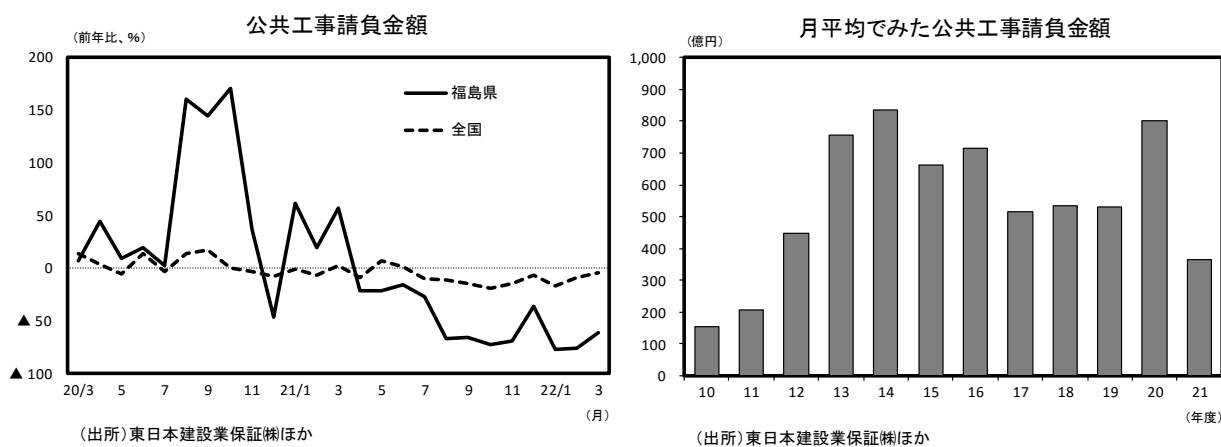 公共工事請負金額
（前年比、％）
200
150
100
50
0
▲ 50
▲ 100
福島県
全国
20/3 5 7 9 11 21/1 3 5 7 9 11 22/1 3
（月）
（出所）東日本建設業保証㈱ほか
月平均でみた公共工事請負金額
（億円）
1,000
900
800
700
600
500
400
300
200
100
0
10 11 12 13 14 15 16 17 18 19 20 21
（年度）
（出所）東日本建設業保証㈱ほか